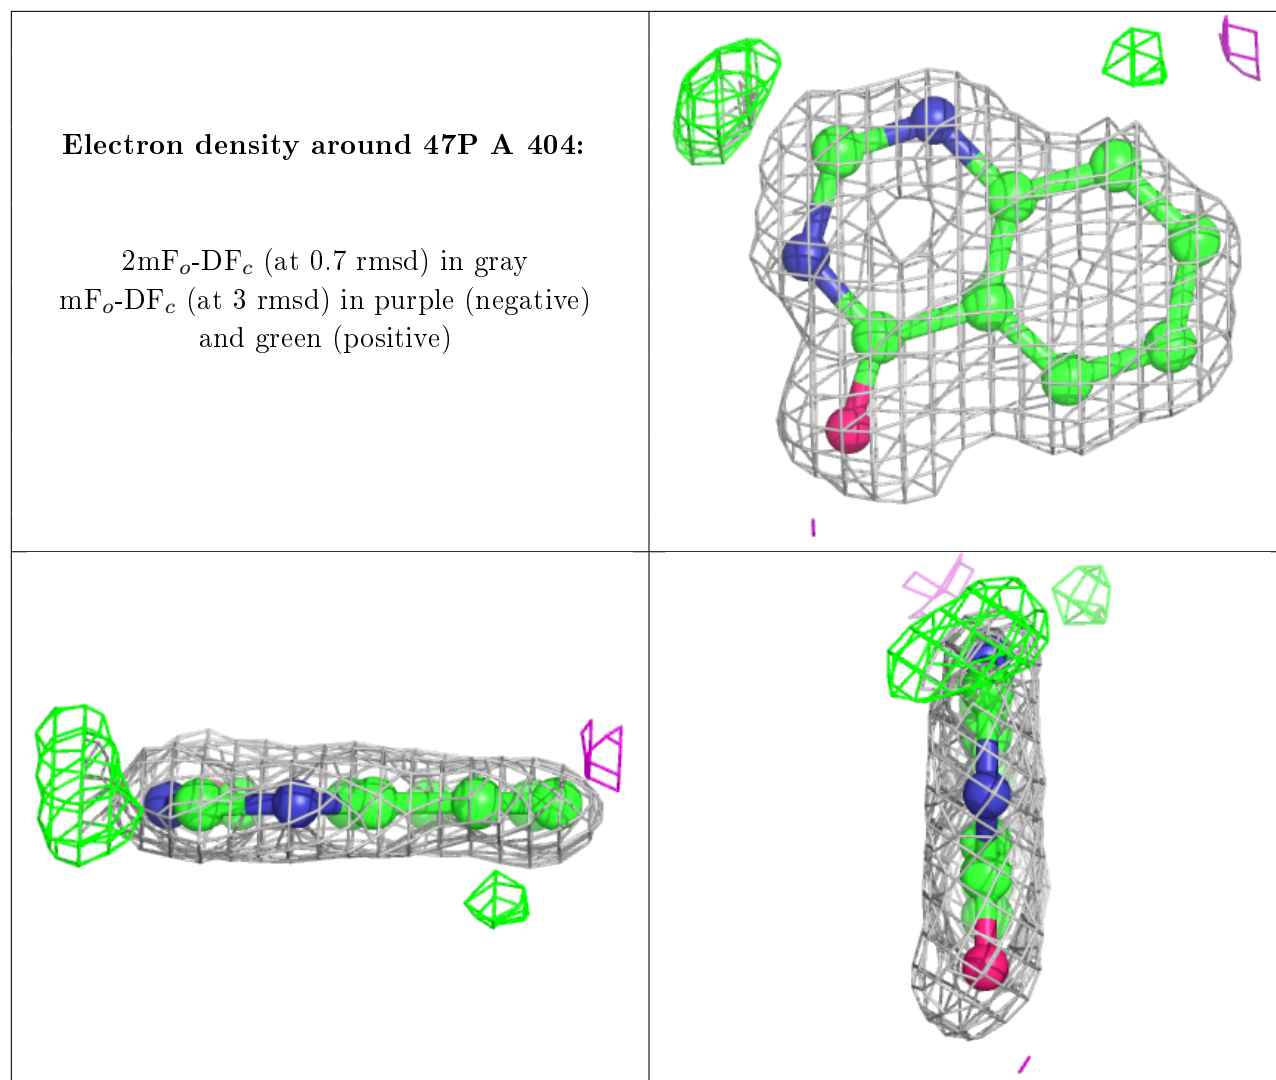 Electron density around 47P A 404:
2mFₒ-DF𝒸 (at 0.7 rmsd) in gray
mFₒ-DF𝒸 (at 3 rmsd) in purple (negative)
and green (positive)